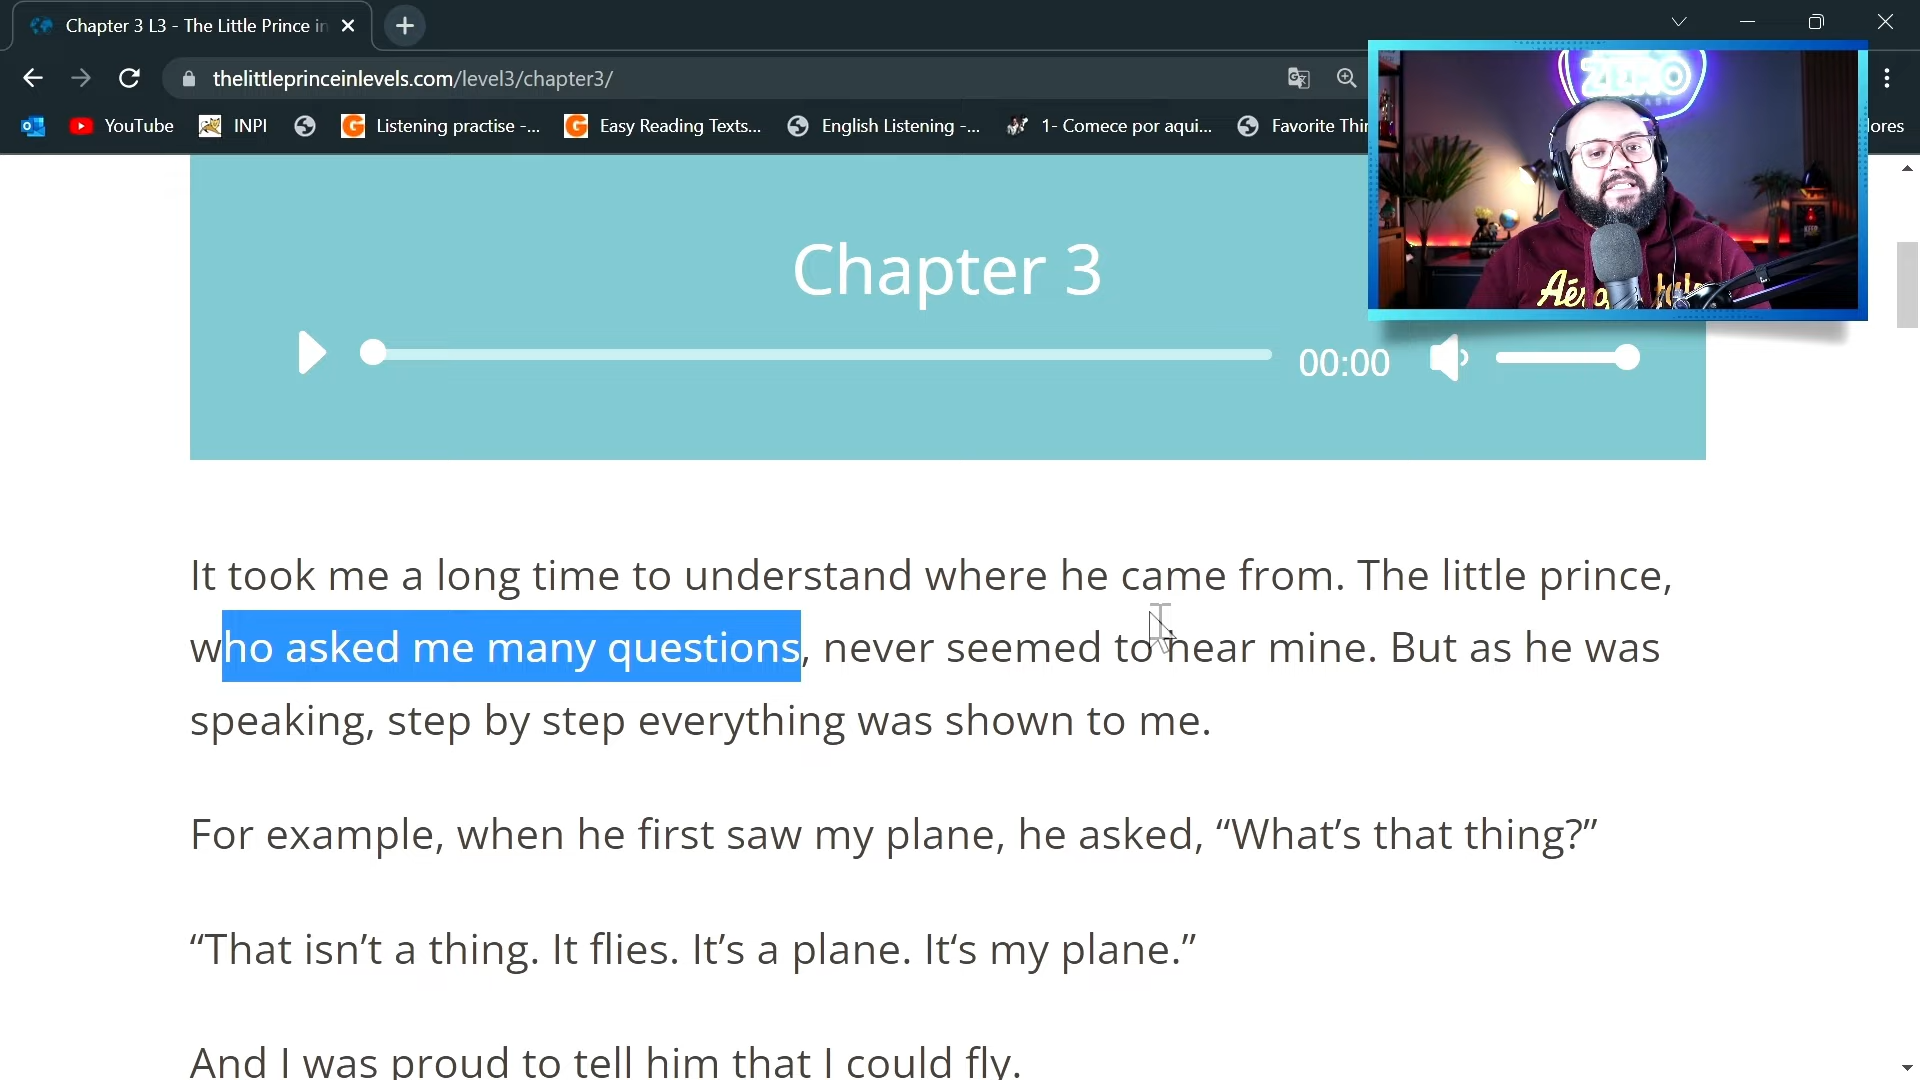 Chapter 3 L3 - The Little Prince in
thelittleprinceinlevels.com/level3/chapter3/
YouTube INPI Listening practise -... Easy Reading Texts... English Listening -... 1- Comece por aqui... Favorite Thi
ores
ZERO
Chapter 3
00:00
It took me a long time to understand where he came from. The little prince,
who asked me many questions, never seemed to hear mine. But as he was
speaking, step by step everything was shown to me.
For example, when he first saw my plane, he asked, “What’s that thing?”
“That isn’t a thing. It flies. It’s a plane. It‘s my plane.”
And I was proud to tell him that I could fly.